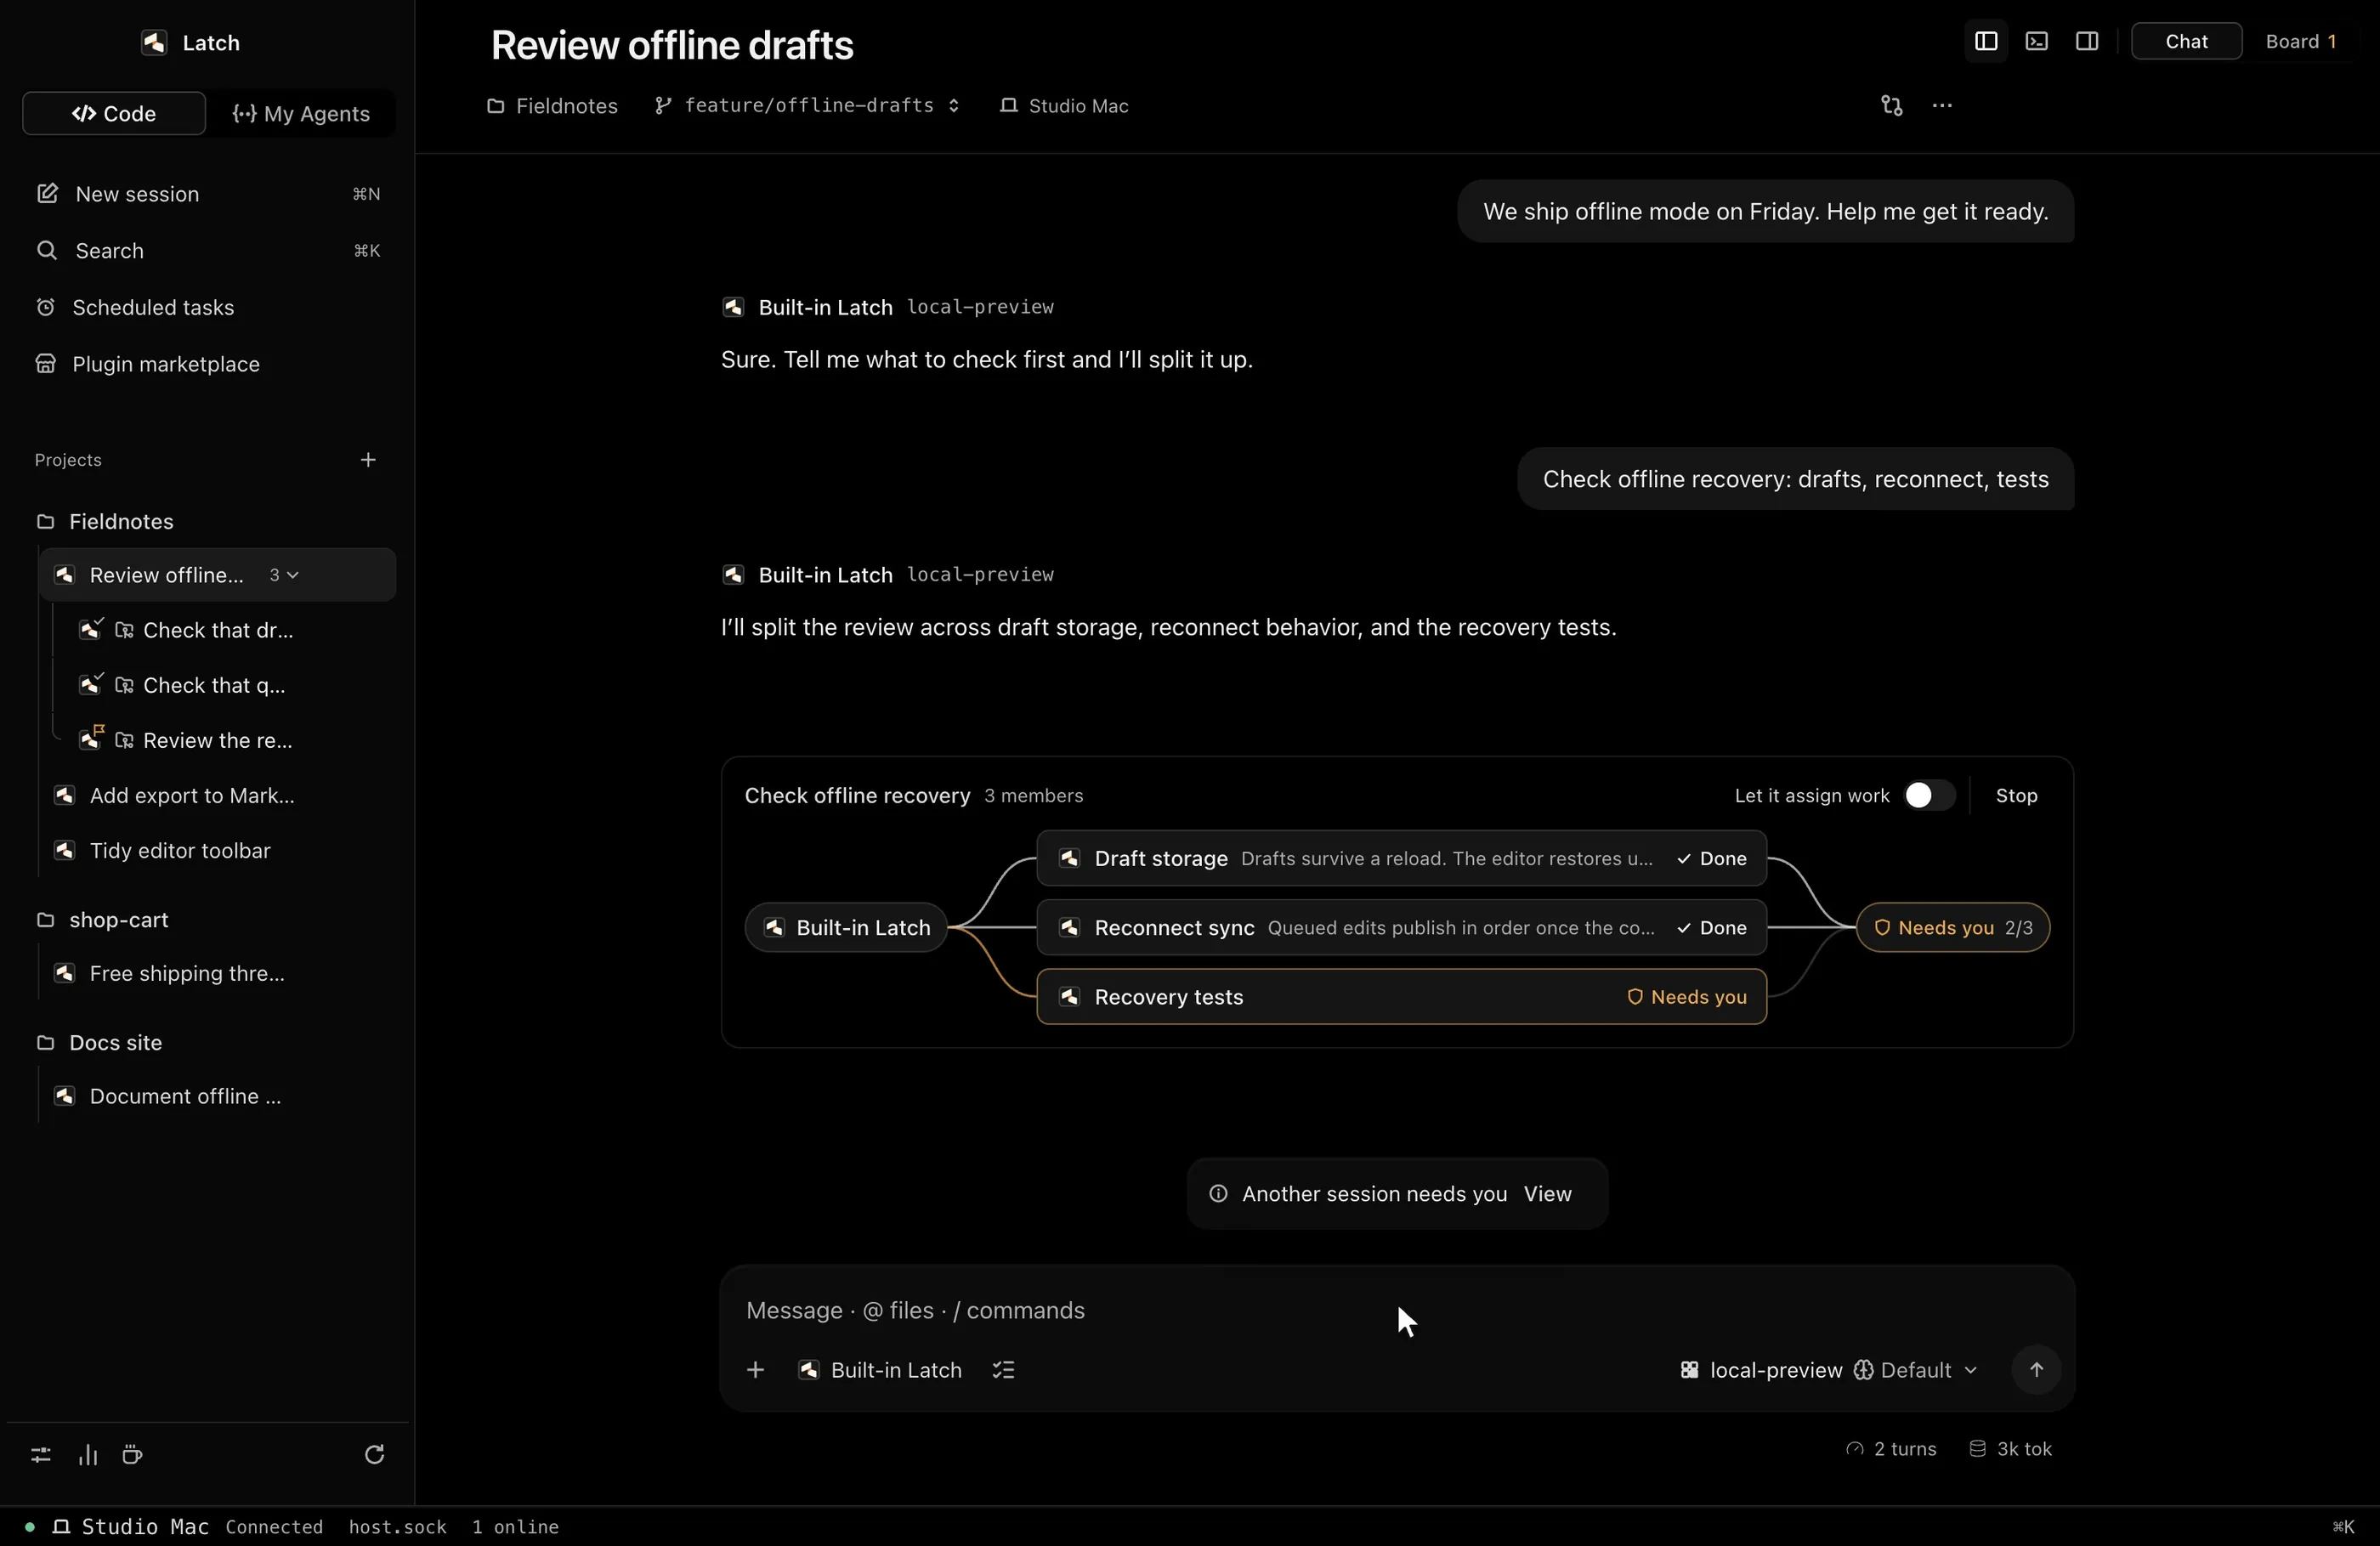 Latch
Code
My Agents
New session ⌘N
Search ⌘K
Scheduled tasks
Plugin marketplace
Projects
Fieldnotes
Review offline... 3
Check that dr...
Check that q...
Review the re...
Add export to Mark...
Tidy editor toolbar
shop-cart
Free shipping thre...
Docs site
Document offline ...
Review offline drafts
Chat
Board 1
Fieldnotes
feature/offline-drafts
Studio Mac
We ship offline mode on Friday. Help me get it ready.
Built-in Latch local-preview
Sure. Tell me what to check first and I’ll split it up.
Check offline recovery: drafts, reconnect, tests
Built-in Latch local-preview
I’ll split the review across draft storage, reconnect behavior, and the recovery tests.
Check offline recovery 3 members
Let it assign work
Stop
Draft storage Drafts survive a reload. The editor restores u... Done
Built-in Latch
Reconnect sync Queued edits publish in order once the co... Done
Needs you 2/3
Recovery tests Needs you
Another session needs you View
Message · @ files · / commands
Built-in Latch
local-preview Default
2 turns 3k tok
Studio Mac Connected host.sock 1 online
⌘K